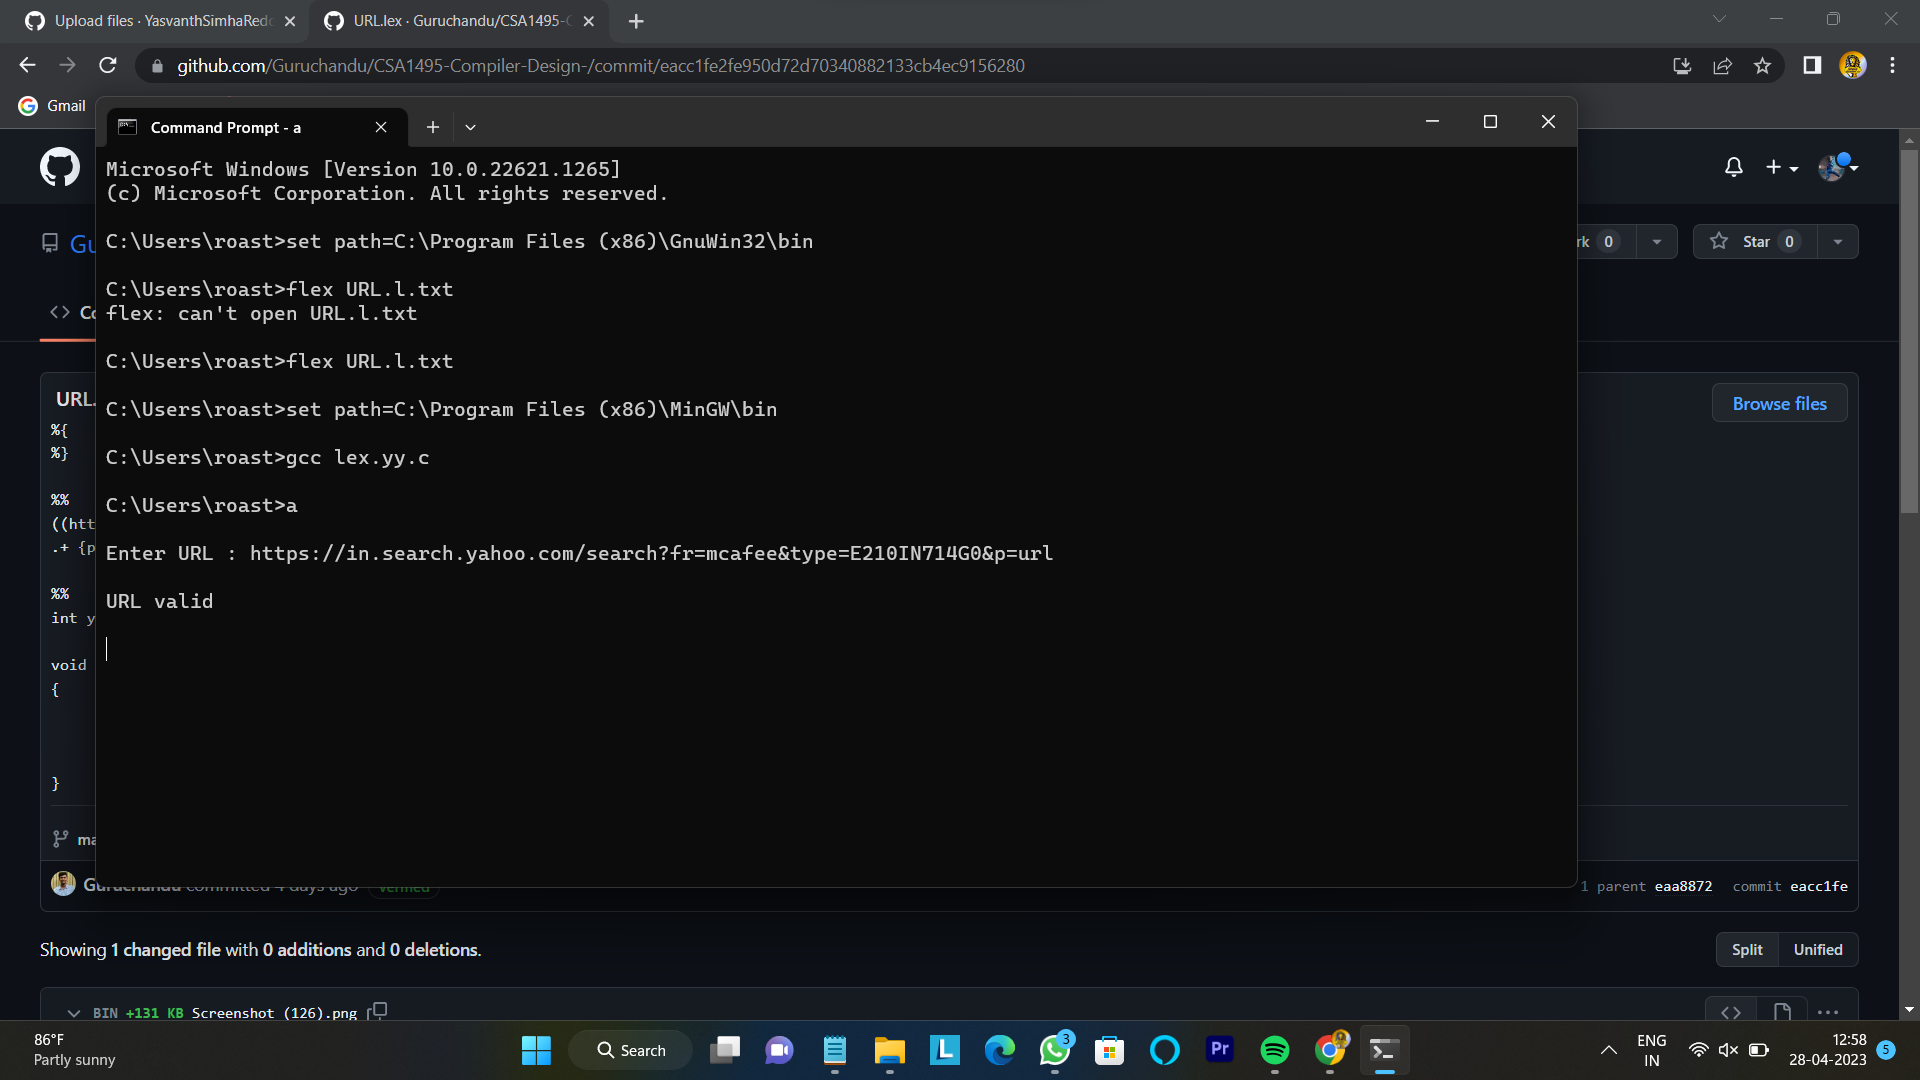 Upload files · YasvanthSimhaRedd
URL.lex · Guruchandu/CSA1495-C
github.com/Guruchandu/CSA1495-Compiler-Design-/commit/eacc1fe2fe950d72d70340882133cb4ec9156280
Gmail
Command Prompt - a
Microsoft Windows [Version 10.0.22621.1265]
(c) Microsoft Corporation. All rights reserved.
C:\Users\roast>set path=C:\Program Files (x86)\GnuWin32\bin
C:\Users\roast>flex URL.l.txt
flex: can't open URL.l.txt
C:\Users\roast>flex URL.l.txt
C:\Users\roast>set path=C:\Program Files (x86)\MinGW\bin
C:\Users\roast>gcc lex.yy.c
C:\Users\roast>a
Enter URL : https://in.search.yahoo.com/search?fr=mcafee&type=E210IN714G0&p=url
URL valid
Gu
rk 0
Star 0
Co
URL.
Browse files
%{
%}
%%
((htt
.+ {p
%%
int y
void
{
}
ma
Guruchandu committed 4 days ago Verified
1 parent eaa8872 commit eacc1fe
Showing 1 changed file with 0 additions and 0 deletions.
Split Unified
BIN +131 KB Screenshot (126).png
86°F
Partly sunny
Search
L
3
Pr
ENG
IN
12:58
28-04-2023
5